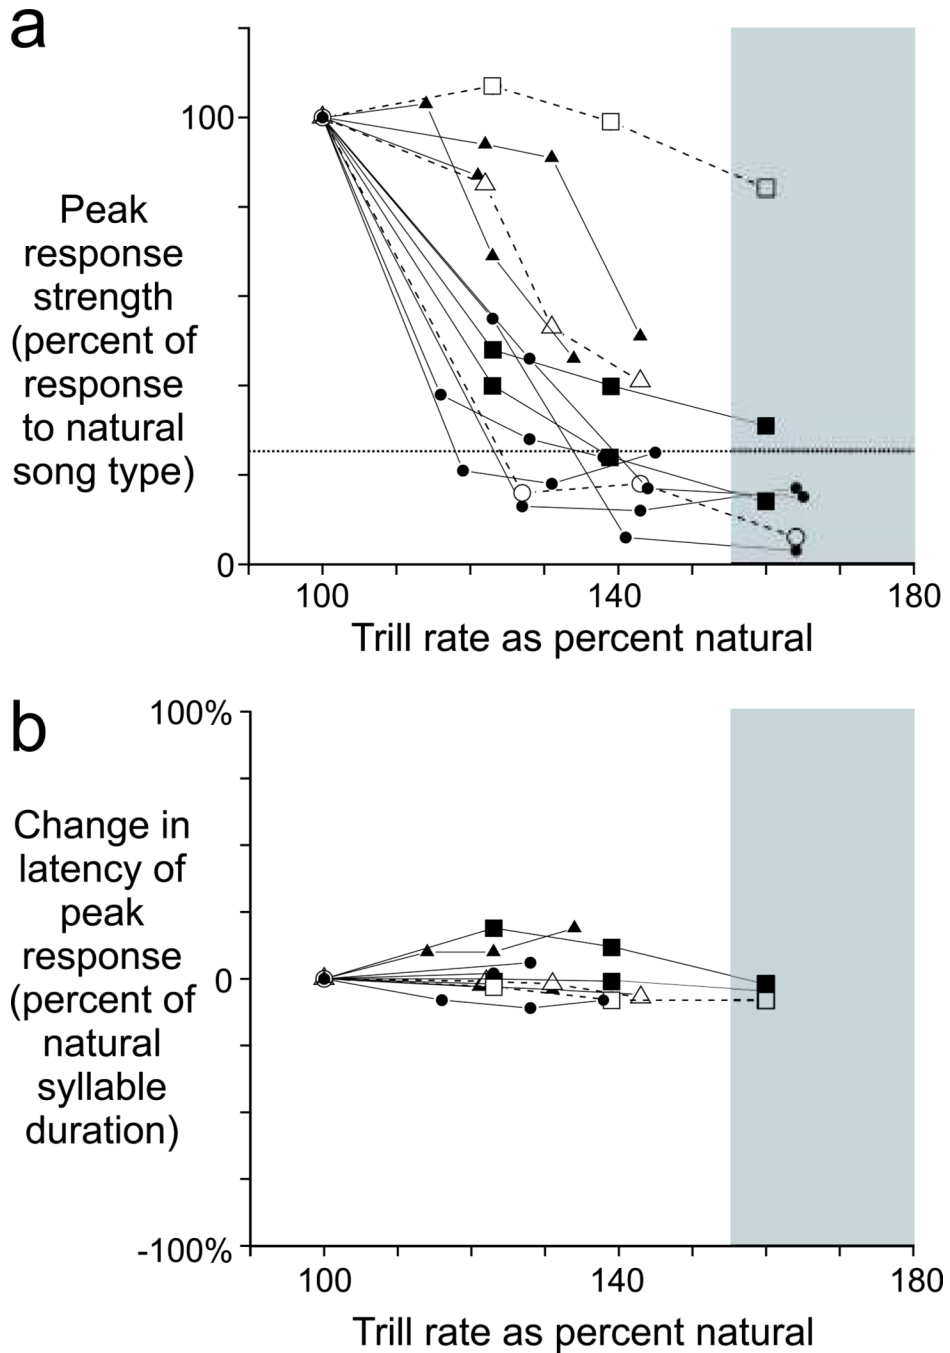 a
100
Peak
response
strength
(percent of
response
to natural
song type)
0
100 140 180
Trill rate as percent natural
b
100%
Change in
latency of
peak
response
(percent of
natural
syllable
duration)
0
-100%
100 140 180
Trill rate as percent natural